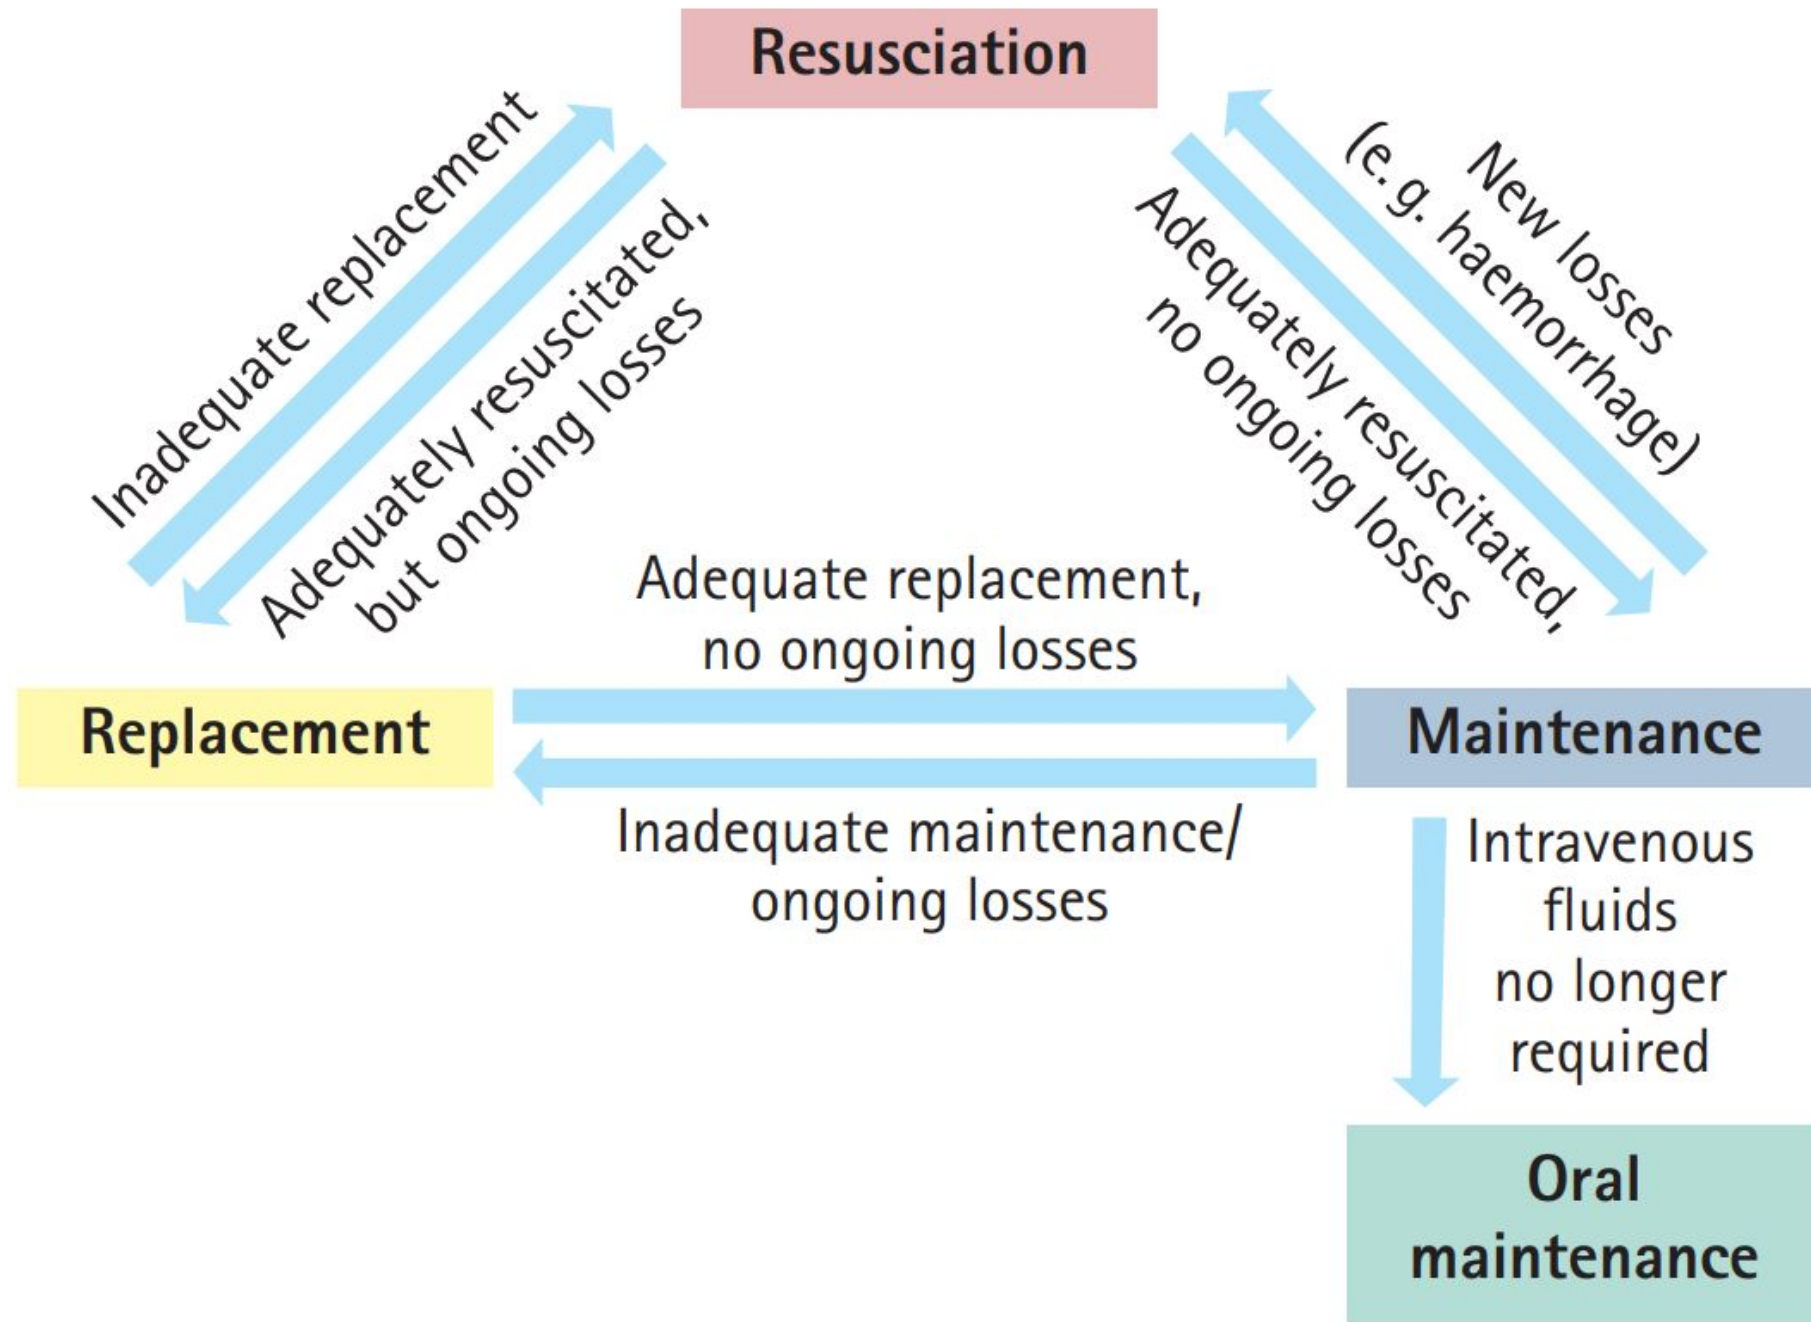 Resusciation
Inadequate replacement
Adequately resuscitated,
but ongoing losses
New losses
(e. g. haemorrhage)
Adequately resuscitated,
no ongoing losses
Adequate replacement,
no ongoing losses
Replacement
Maintenance
Inadequate maintenance/
ongoing losses
Intravenous
fluids
no longer
required
Oral
maintenance